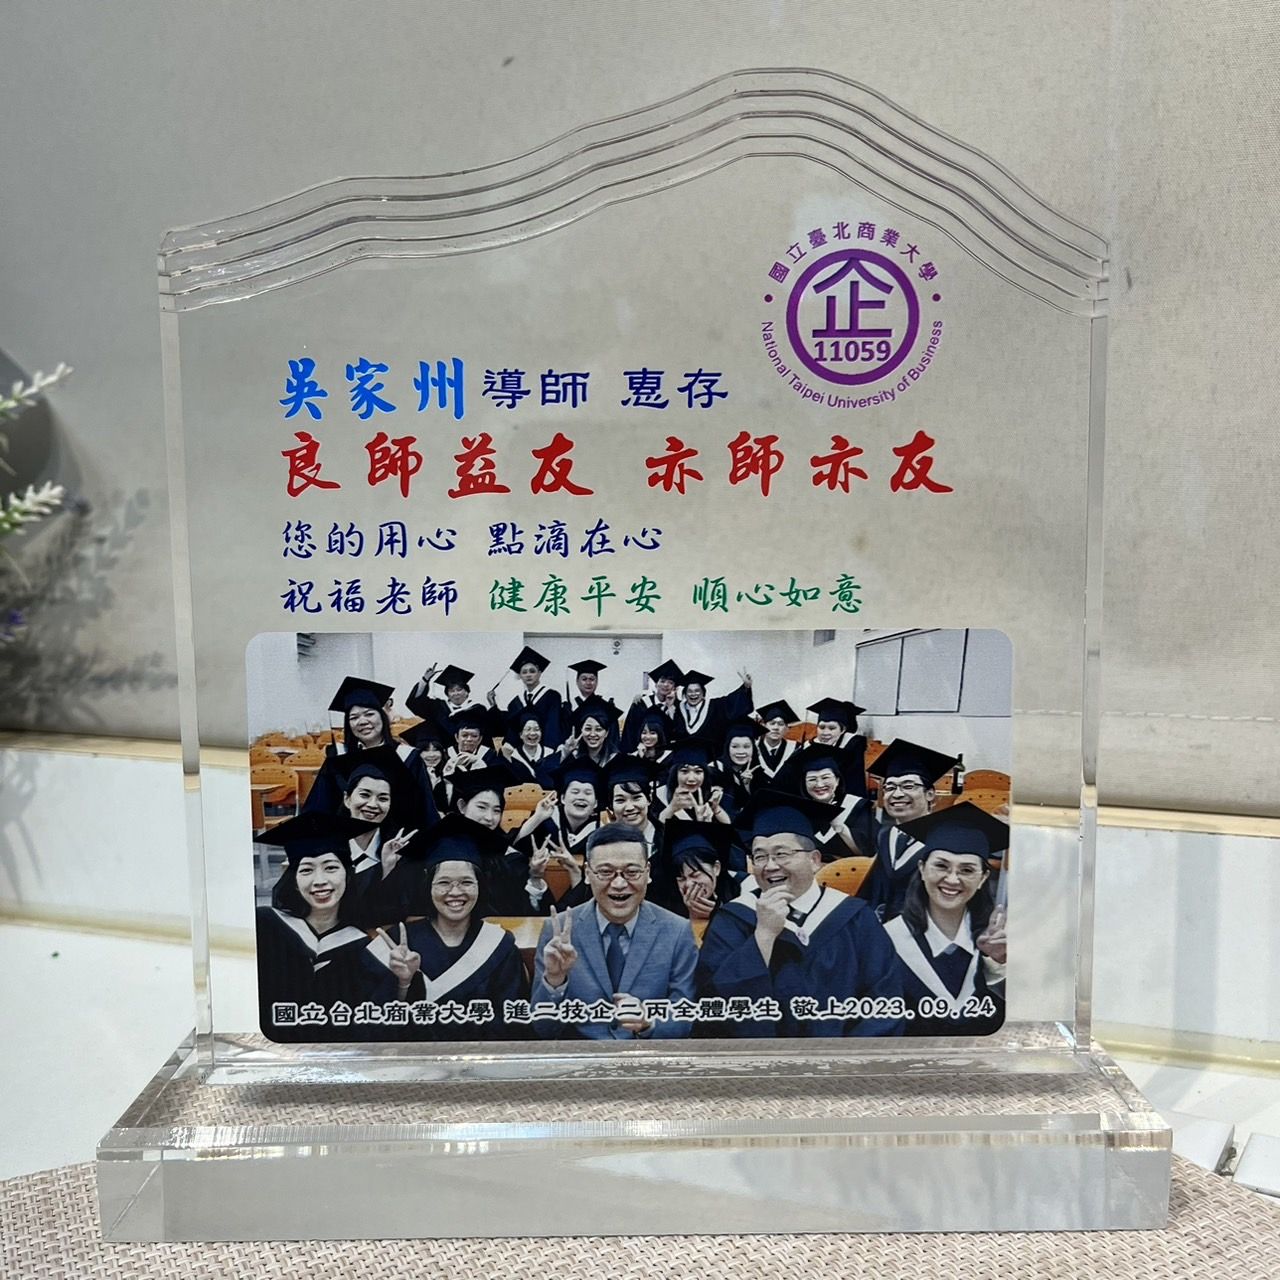 國立臺北商業大學
企
11059
National Taipei University of Business
吳家州導師 惠存
良師益友 亦師亦友
您的用心 點滴在心
祝福老師 健康平安 順心如意
國立台北商業大學 進二技企二丙全體學生 敬上2023.09.24